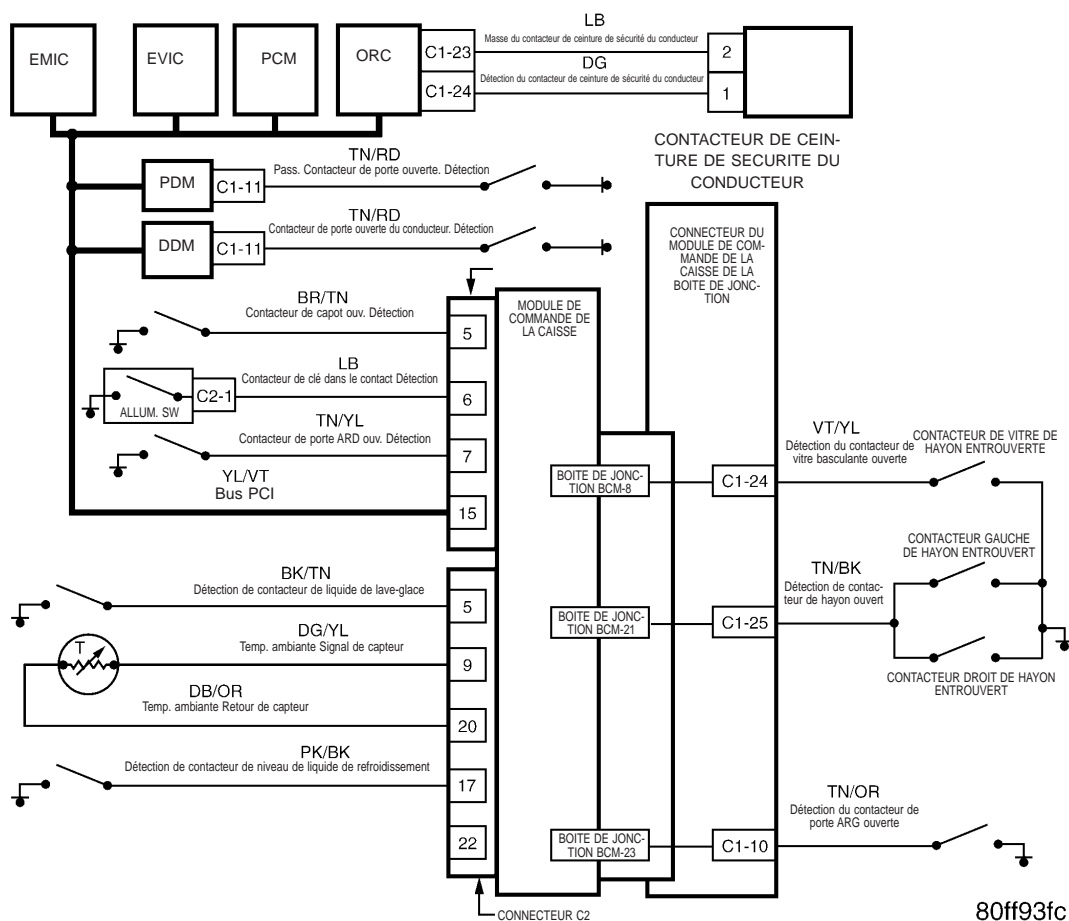 EMIC
EVIC
PCM
ORC
C1-23
C1-24
LB
Masse du contacteur de ceinture de sécurité du conducteur
DG
Détection du contacteur de ceinture de sécurité du conducteur
2
1
CONTACTEUR DE CEIN-
TURE DE SECURITE DU
CONDUCTEUR
PDM
C1-11
TN/RD
Pass. Contacteur de porte ouverte. Détection
DDM
C1-11
TN/RD
Contacteur de porte ouverte du conducteur. Détection
CONNECTEUR DU
MODULE DE COM-
MANDE DE LA
CAISSE DE LA
BOITE DE JONC-
TION
MODULE DE
COMMANDE DE
LA CAISSE
BR/TN
Contacteur de capot ouv. Détection
5
LB
Contacteur de clé dans le contact Détection
ALLUM. SW
C2-1
6
TN/YL
Contacteur de porte ARD ouv. Détection
7
YL/VT
Bus PCI
15
BOITE DE JONC-
TION BCM-8
C1-24
VT/YL
Détection du contacteur de
vitre basculante ouverte
CONTACTEUR DE VITRE DE
HAYON ENTROUVERTE
CONTACTEUR GAUCHE
DE HAYON ENTROUVERT
BK/TN
Détection de contacteur de liquide de lave-glace
5
BOITE DE JONC-
TION BCM-21
C1-25
TN/BK
Détection de contac-
teur de hayon ouvert
CONTACTEUR DROIT DE HAYON
ENTROUVERT
T
DG/YL
Temp. ambiante Signal de capteur
9
DB/OR
Temp. ambiante Retour de capteur
20
PK/BK
Détection de contacteur de niveau de liquide de refroidissement
17
22
BOITE DE JONC-
TION BCM-23
C1-10
TN/OR
Détection du contacteur de
porte ARG ouverte
CONNECTEUR C2
80ff93fc